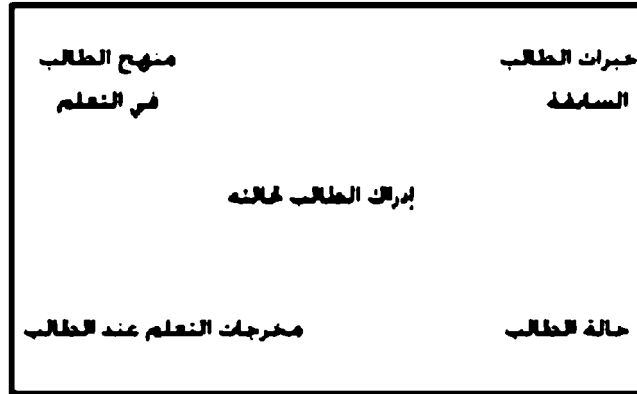 خبرات الطالب
السابقة
منهج الطالب
في التعلم
إدراك الطالب لحالته
حالة الطالب
مخرجات التعلم عند الطالب